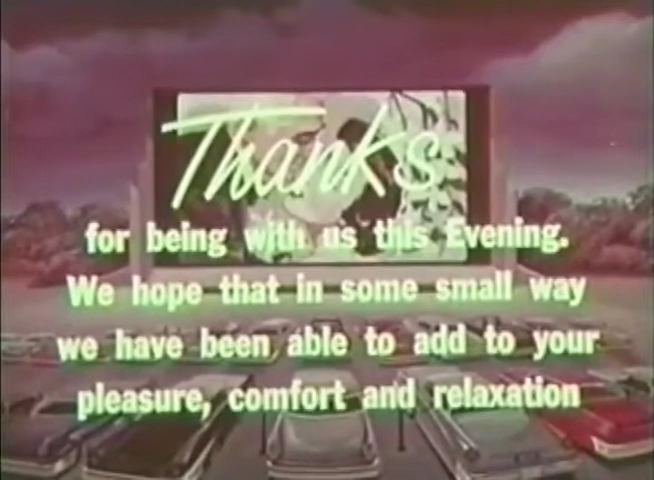 Thanks
for being with us this Evening.
We hope that in some small way
we have been able to add to your
pleasure, comfort and relaxation